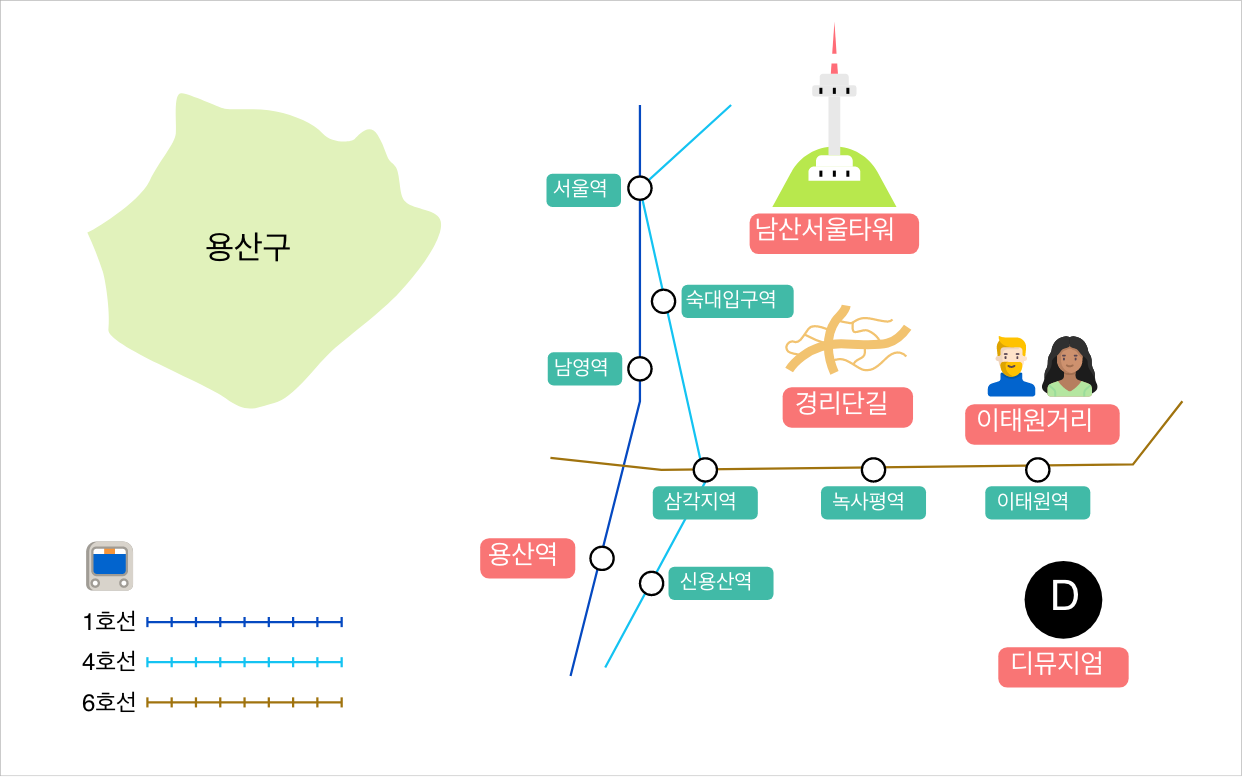 용산구
서울역
남산서울타워
숙대입구역
남영역
경리단길
이태원거리
삼각지역
녹사평역
이태원역
용산역
신용산역
D
디뮤지엄
1호선
4호선
6호선